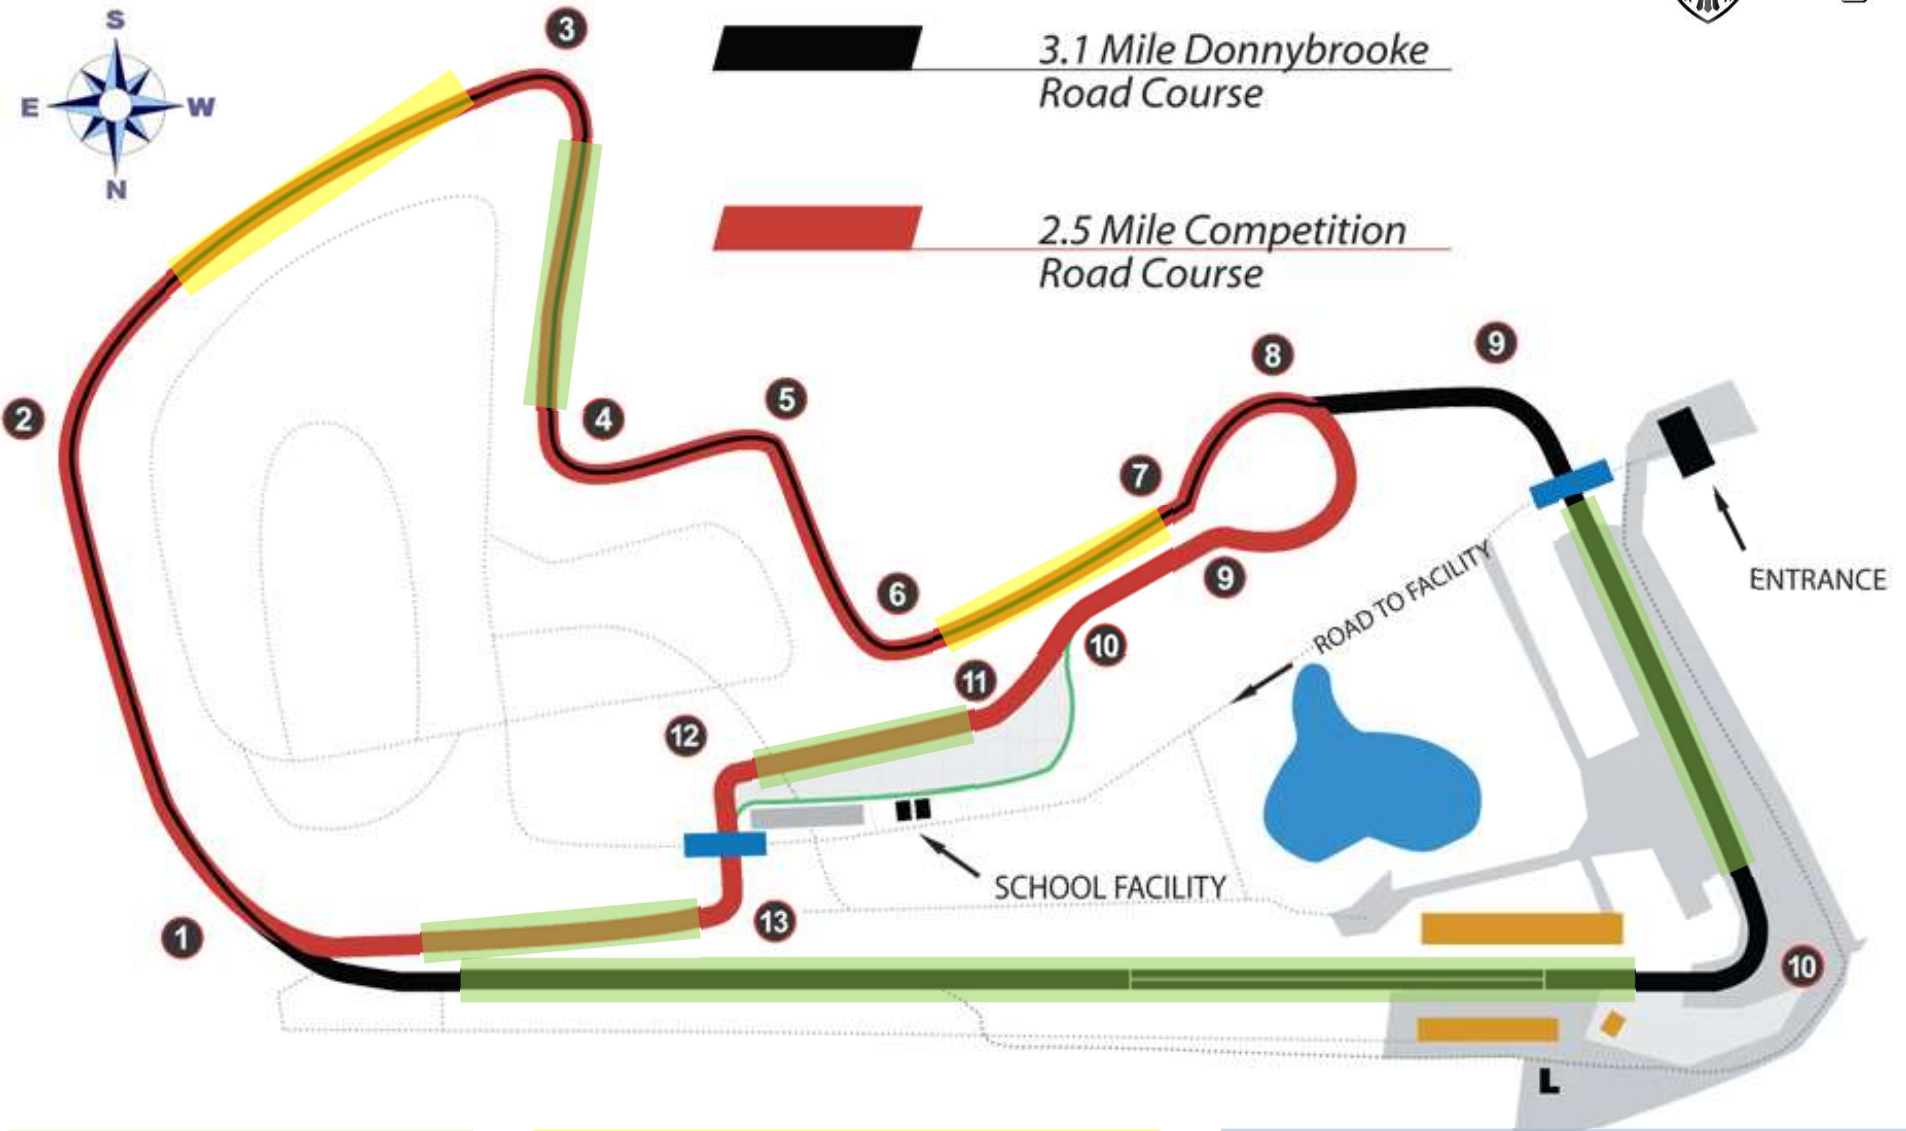 S
E W
N
3.1 Mile Donnybrooke
Road Course
2.5 Mile Competition
Road Course
3
2
4
5
8
9
7
6
9
10
11
12
ROAD TO FACILITY
ENTRANCE
SCHOOL FACILITY
13
1
10
L